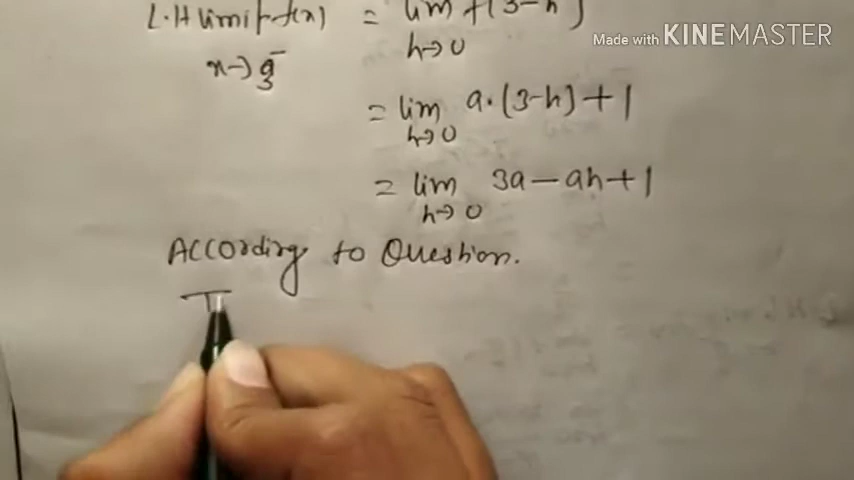 L.H limit f(x) = lim f(3-h)
x→3⁻ h→0
Made with KINEMASTER
= lim a.(3-h)+1
h→0
= lim 3a-ah+1
h→0
According to Question.
T